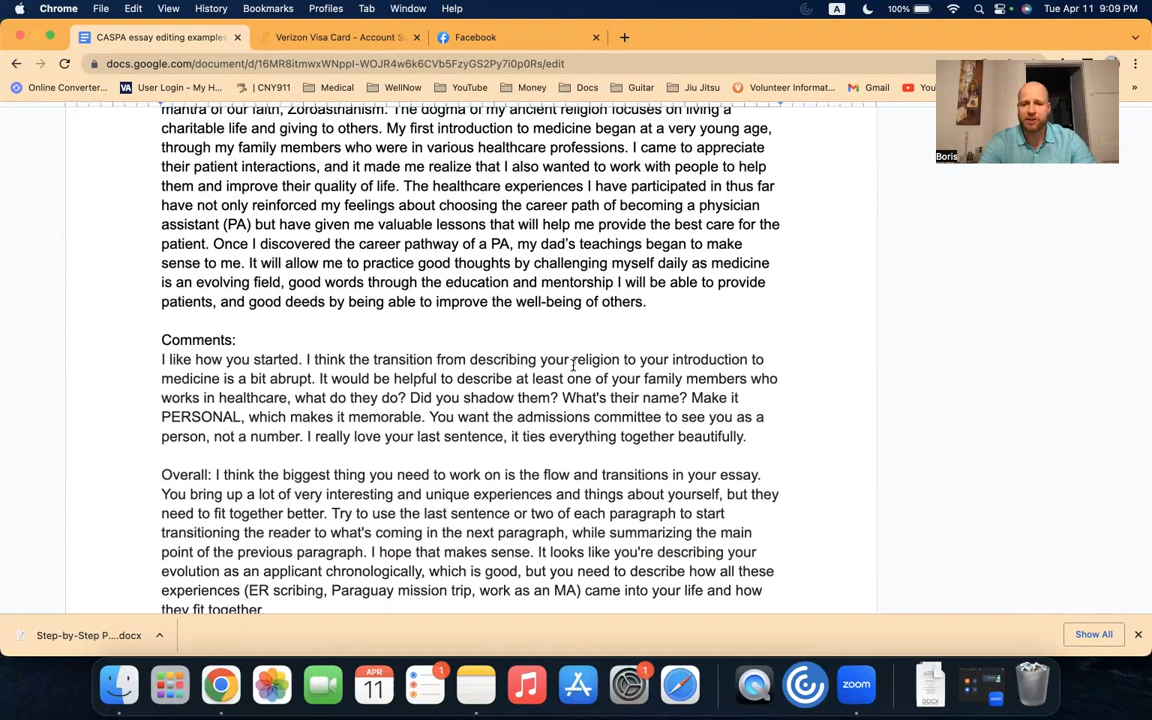 Chrome File Edit View History Bookmarks Profiles Tab Window Help A 100% Tue Apr 11 9:09 PM
CASPA essay editing examples Verizon Visa Card - Account S Facebook
docs.google.com/document/d/16MR8itmwxWNppI-WOJR4w6k6CVb5FzyGS2Py7i0p0Rs/edit
Online Converter... User Login - My H... | CNY911 Medical WellNow YouTube Money Docs Guitar Jiu Jitsu Volunteer Informat... Gmail You
Boris
mantra of our faith, Zoroastrianism. The dogma of my ancient religion focuses on living a
charitable life and giving to others. My first introduction to medicine began at a very young age,
through my family members who were in various healthcare professions. I came to appreciate
their patient interactions, and it made me realize that I also wanted to work with people to help
them and improve their quality of life. The healthcare experiences I have participated in thus far
have not only reinforced my feelings about choosing the career path of becoming a physician
assistant (PA) but have given me valuable lessons that will help me provide the best care for the
patient. Once I discovered the career pathway of a PA, my dad's teachings began to make
sense to me. It will allow me to practice good thoughts by challenging myself daily as medicine
is an evolving field, good words through the education and mentorship I will be able to provide
patients, and good deeds by being able to improve the well-being of others.
Comments:
I like how you started. I think the transition from describing your religion to your introduction to
medicine is a bit abrupt. It would be helpful to describe at least one of your family members who
works in healthcare, what do they do? Did you shadow them? What's their name? Make it
PERSONAL, which makes it memorable. You want the admissions committee to see you as a
person, not a number. I really love your last sentence, it ties everything together beautifully.
Overall: I think the biggest thing you need to work on is the flow and transitions in your essay.
You bring up a lot of very interesting and unique experiences and things about yourself, but they
need to fit together better. Try to use the last sentence or two of each paragraph to start
transitioning the reader to what's coming in the next paragraph, while summarizing the main
point of the previous paragraph. I hope that makes sense. It looks like you're describing your
evolution as an applicant chronologically, which is good, but you need to describe how all these
experiences (ER scribing, Paraguay mission trip, work as an MA) came into your life and how
they fit together.
Step-by-Step P....docx Show All
APR
11 1 1 zoom DOCX